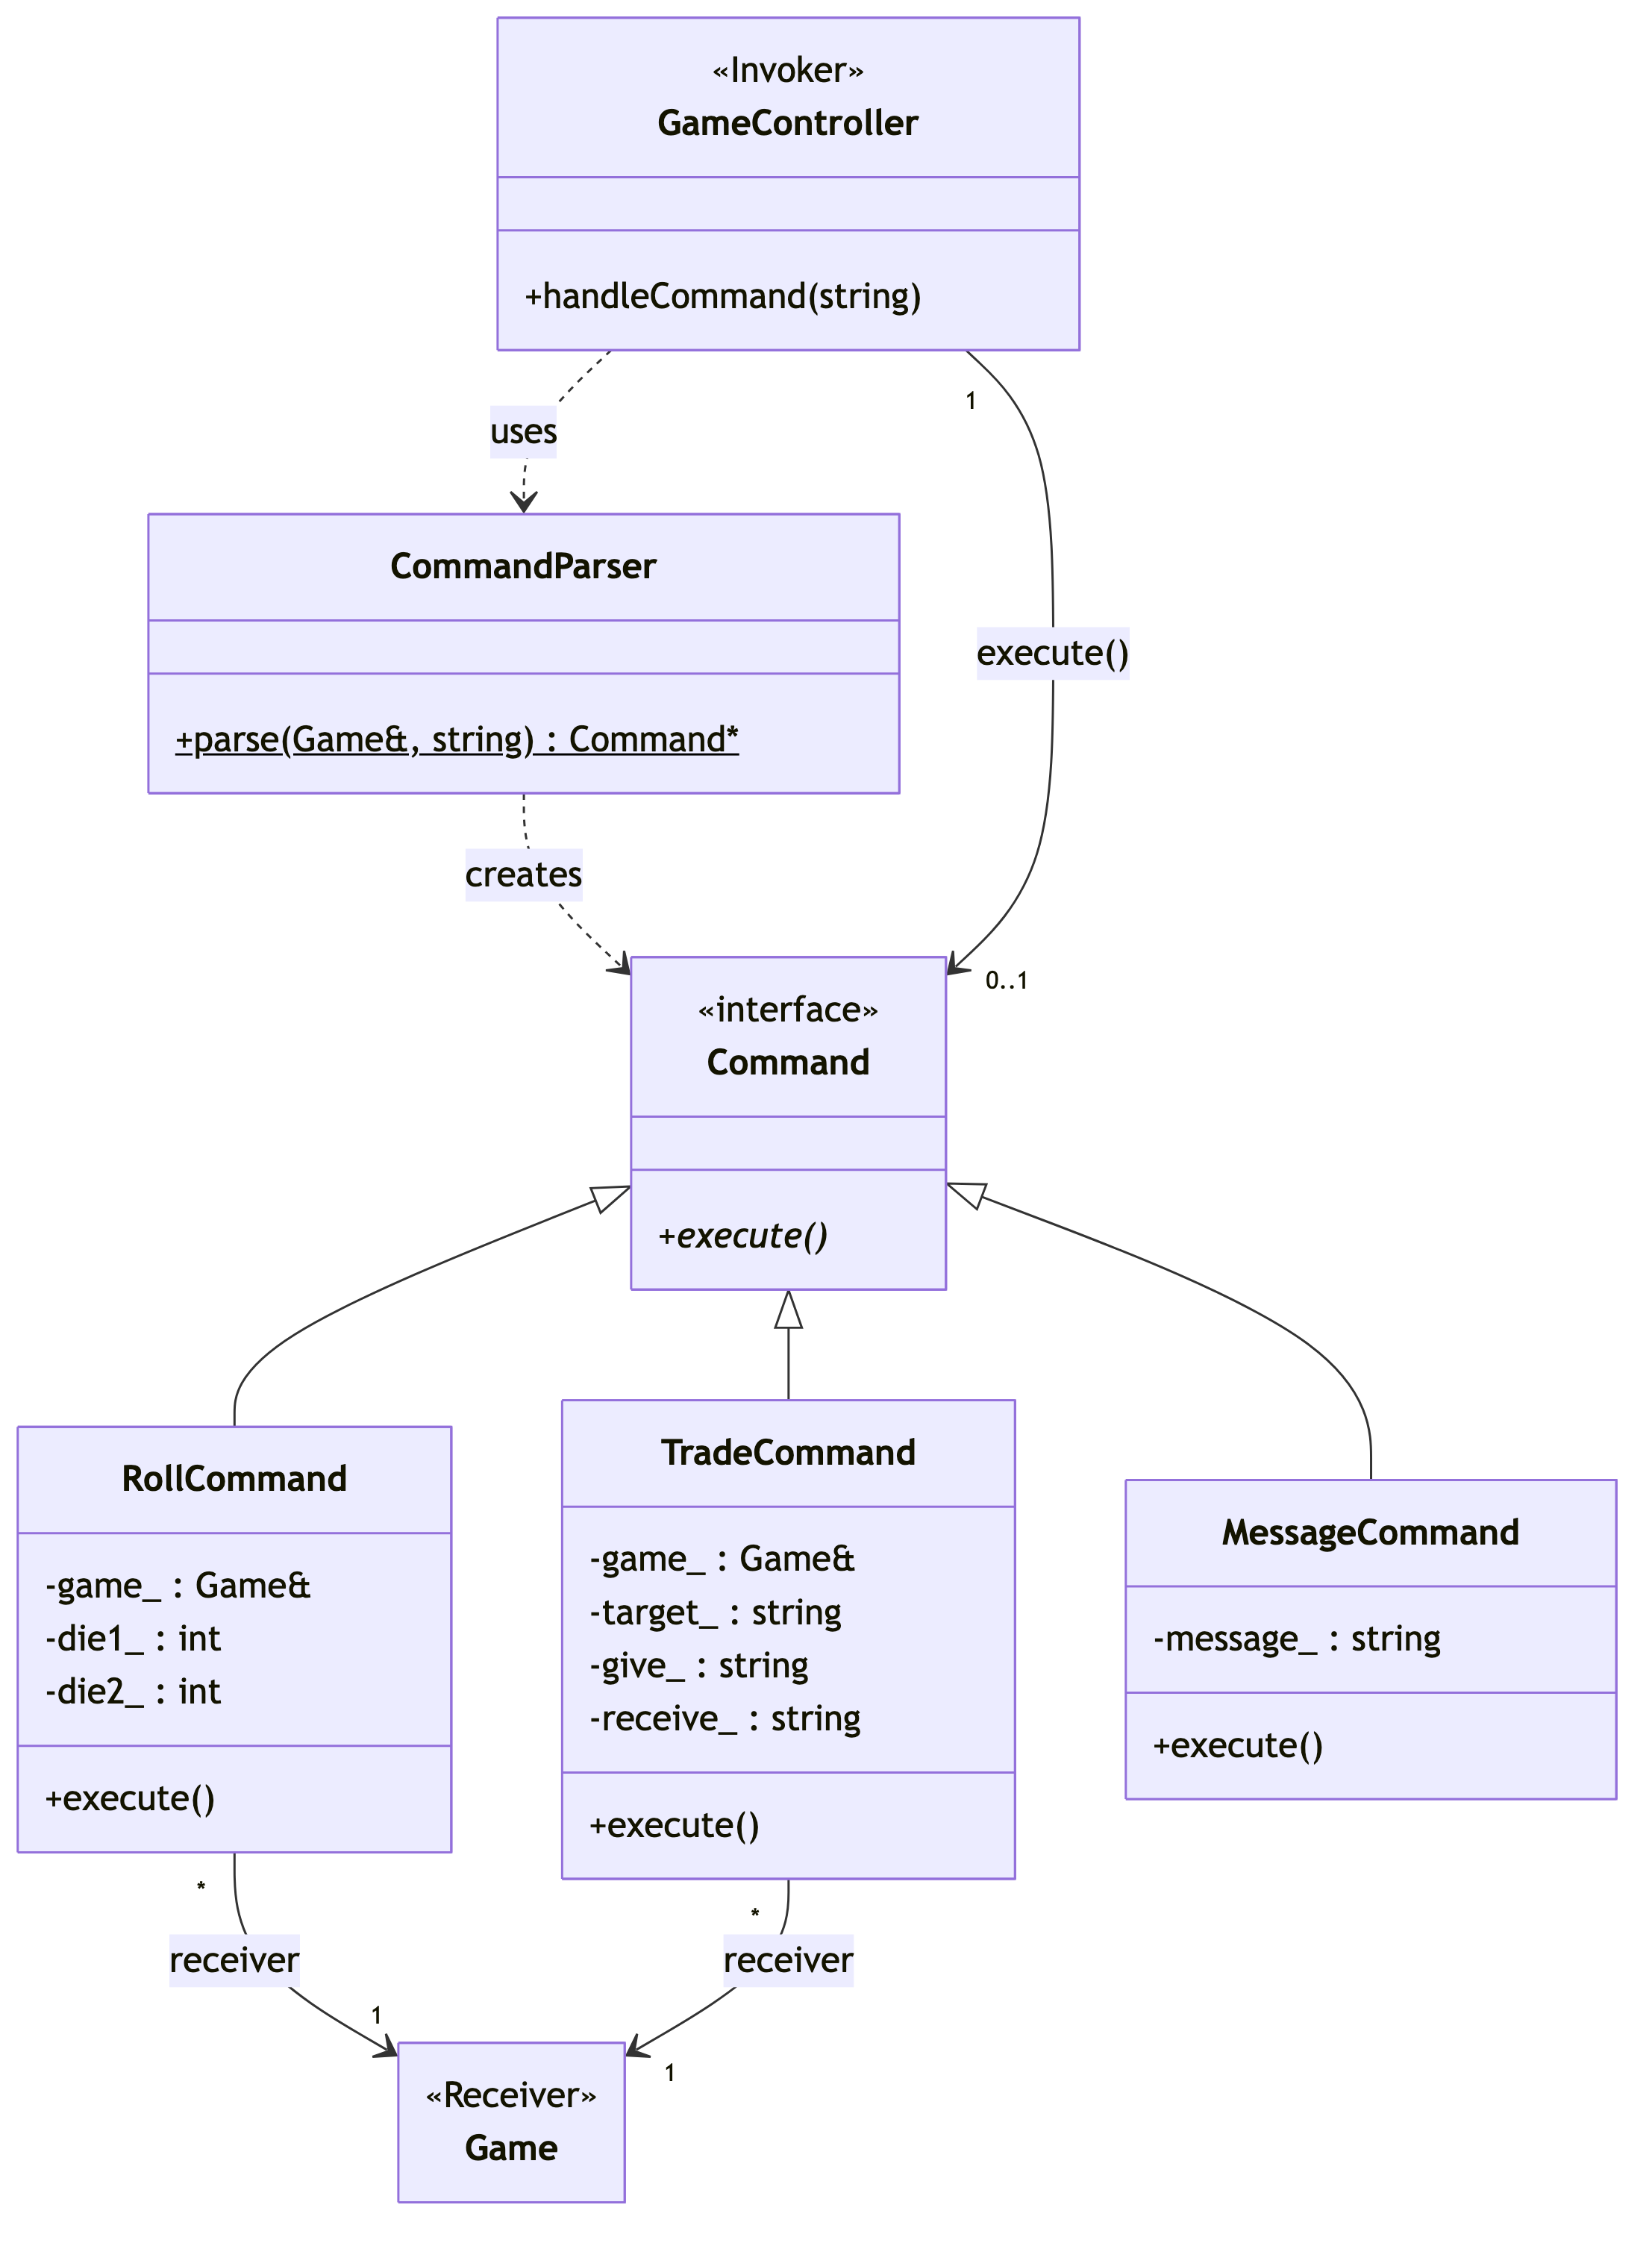 «Invoker»
GameController
+handleCommand(string)
1
uses
CommandParser
+parse(Game&, string) : Command*
execute()
creates
0..1
«interface»
Command
+execute()
RollCommand
-game_ : Game&
-die1_ : int
-die2_ : int
+execute()
TradeCommand
-game_ : Game&
-target_ : string
-give_ : string
-receive_ : string
+execute()
MessageCommand
-message_ : string
+execute()
*
receiver
1
*
receiver
1
«Receiver»
Game